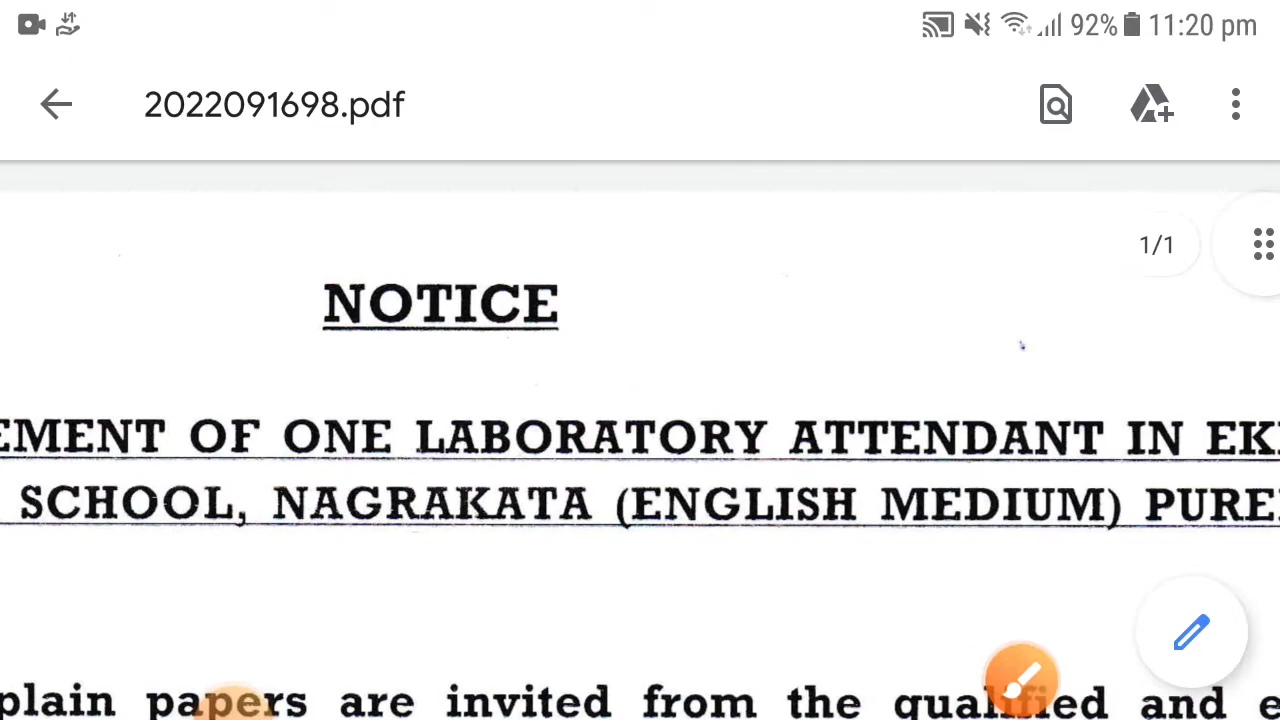 92% 11:20 pm
2022091698.pdf
1/1
NOTICE
EMENT OF ONE LABORATORY ATTENDANT IN EK
SCHOOL, NAGRAKATA (ENGLISH MEDIUM) PURE
plain papers are invited from the qualified and e